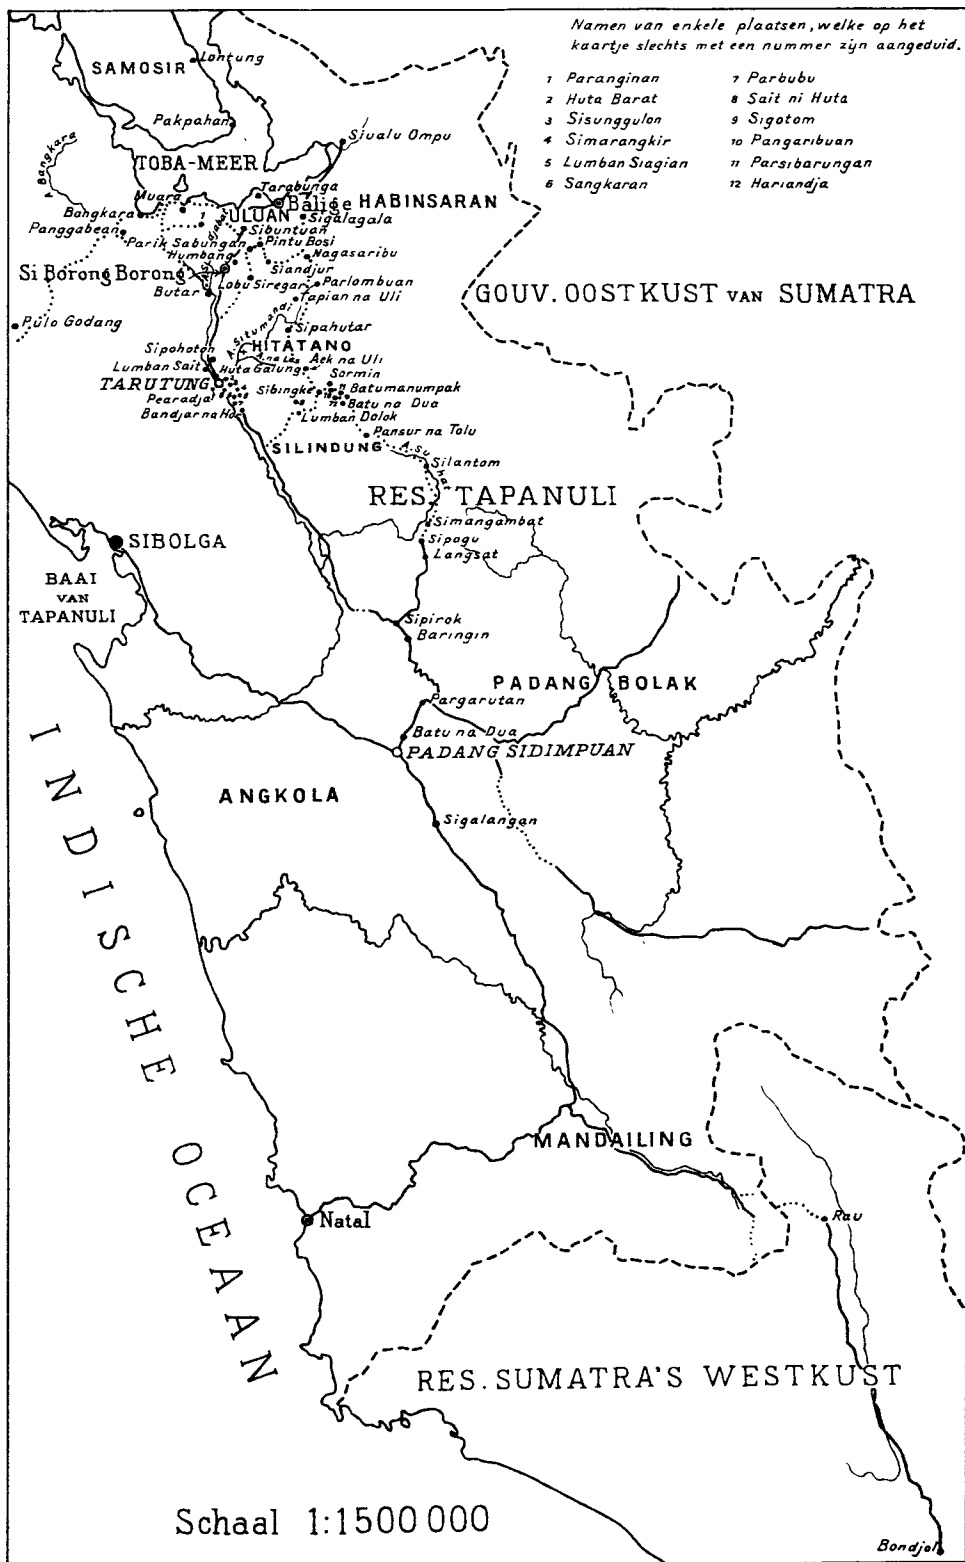 Namen van enkele plaatsen, welke op het
kaartje slechts met een nummer zijn aangeduid.
1 Paranginan
2 Huta Barat
3 Sisunggulon
4 Simarangkir
5 Lumban Siagian
6 Sangkaran
7 Parbubu
8 Sait ni Huta
9 Sigotom
10 Pangaribuan
11 Parsibarungan
12 Hariandja
Lontung
SAMOSIR
Pakpahan
Sjualu Ompu
A. Bangkara
TOBA-MEER
Tarabunga
Muara
Balige
HABINSARAN
Bangkara
1
ULUAN
Sigalagala
Panggabean
Sibuntuan
Parik Sabungan
Pintu Bosi
Humbang
Nagasaribu
Si Borong Borong
Siandjur
Butar
Lobu Siregar
Parlombuan
Tapian na Uli
GOUV. OOSTKUST VAN SUMATRA
Pulo Godang
A. Situmandi
Sipahutar
Sipoholon
HITATANO
Lumban Sait
Huta Galung
Aek na Uli
TARUTUNG
Sormin
Sibingke
Batumanumpak
Pearadja
Batu na Dua
Bandjarna Hor
Lumban Dolok
Pansur na Tolu
SILINDUNG
Silantom
RES. TAPANULI
Simangambat
SIBOLGA
Sipogu
Langsat
BAAI
VAN
TAPANULI
Sipirok
Baringin
PADANG BOLAK
Pargarutan
Batu na Dua
PADANG SIDIMPUAN
ANGKOLA
Sigalangan
INDISCHE OCEAAN
MANDAILING
Natal
Rau
RES. SUMATRA'S WESTKUST
Schaal 1:1500 000
Bondjol